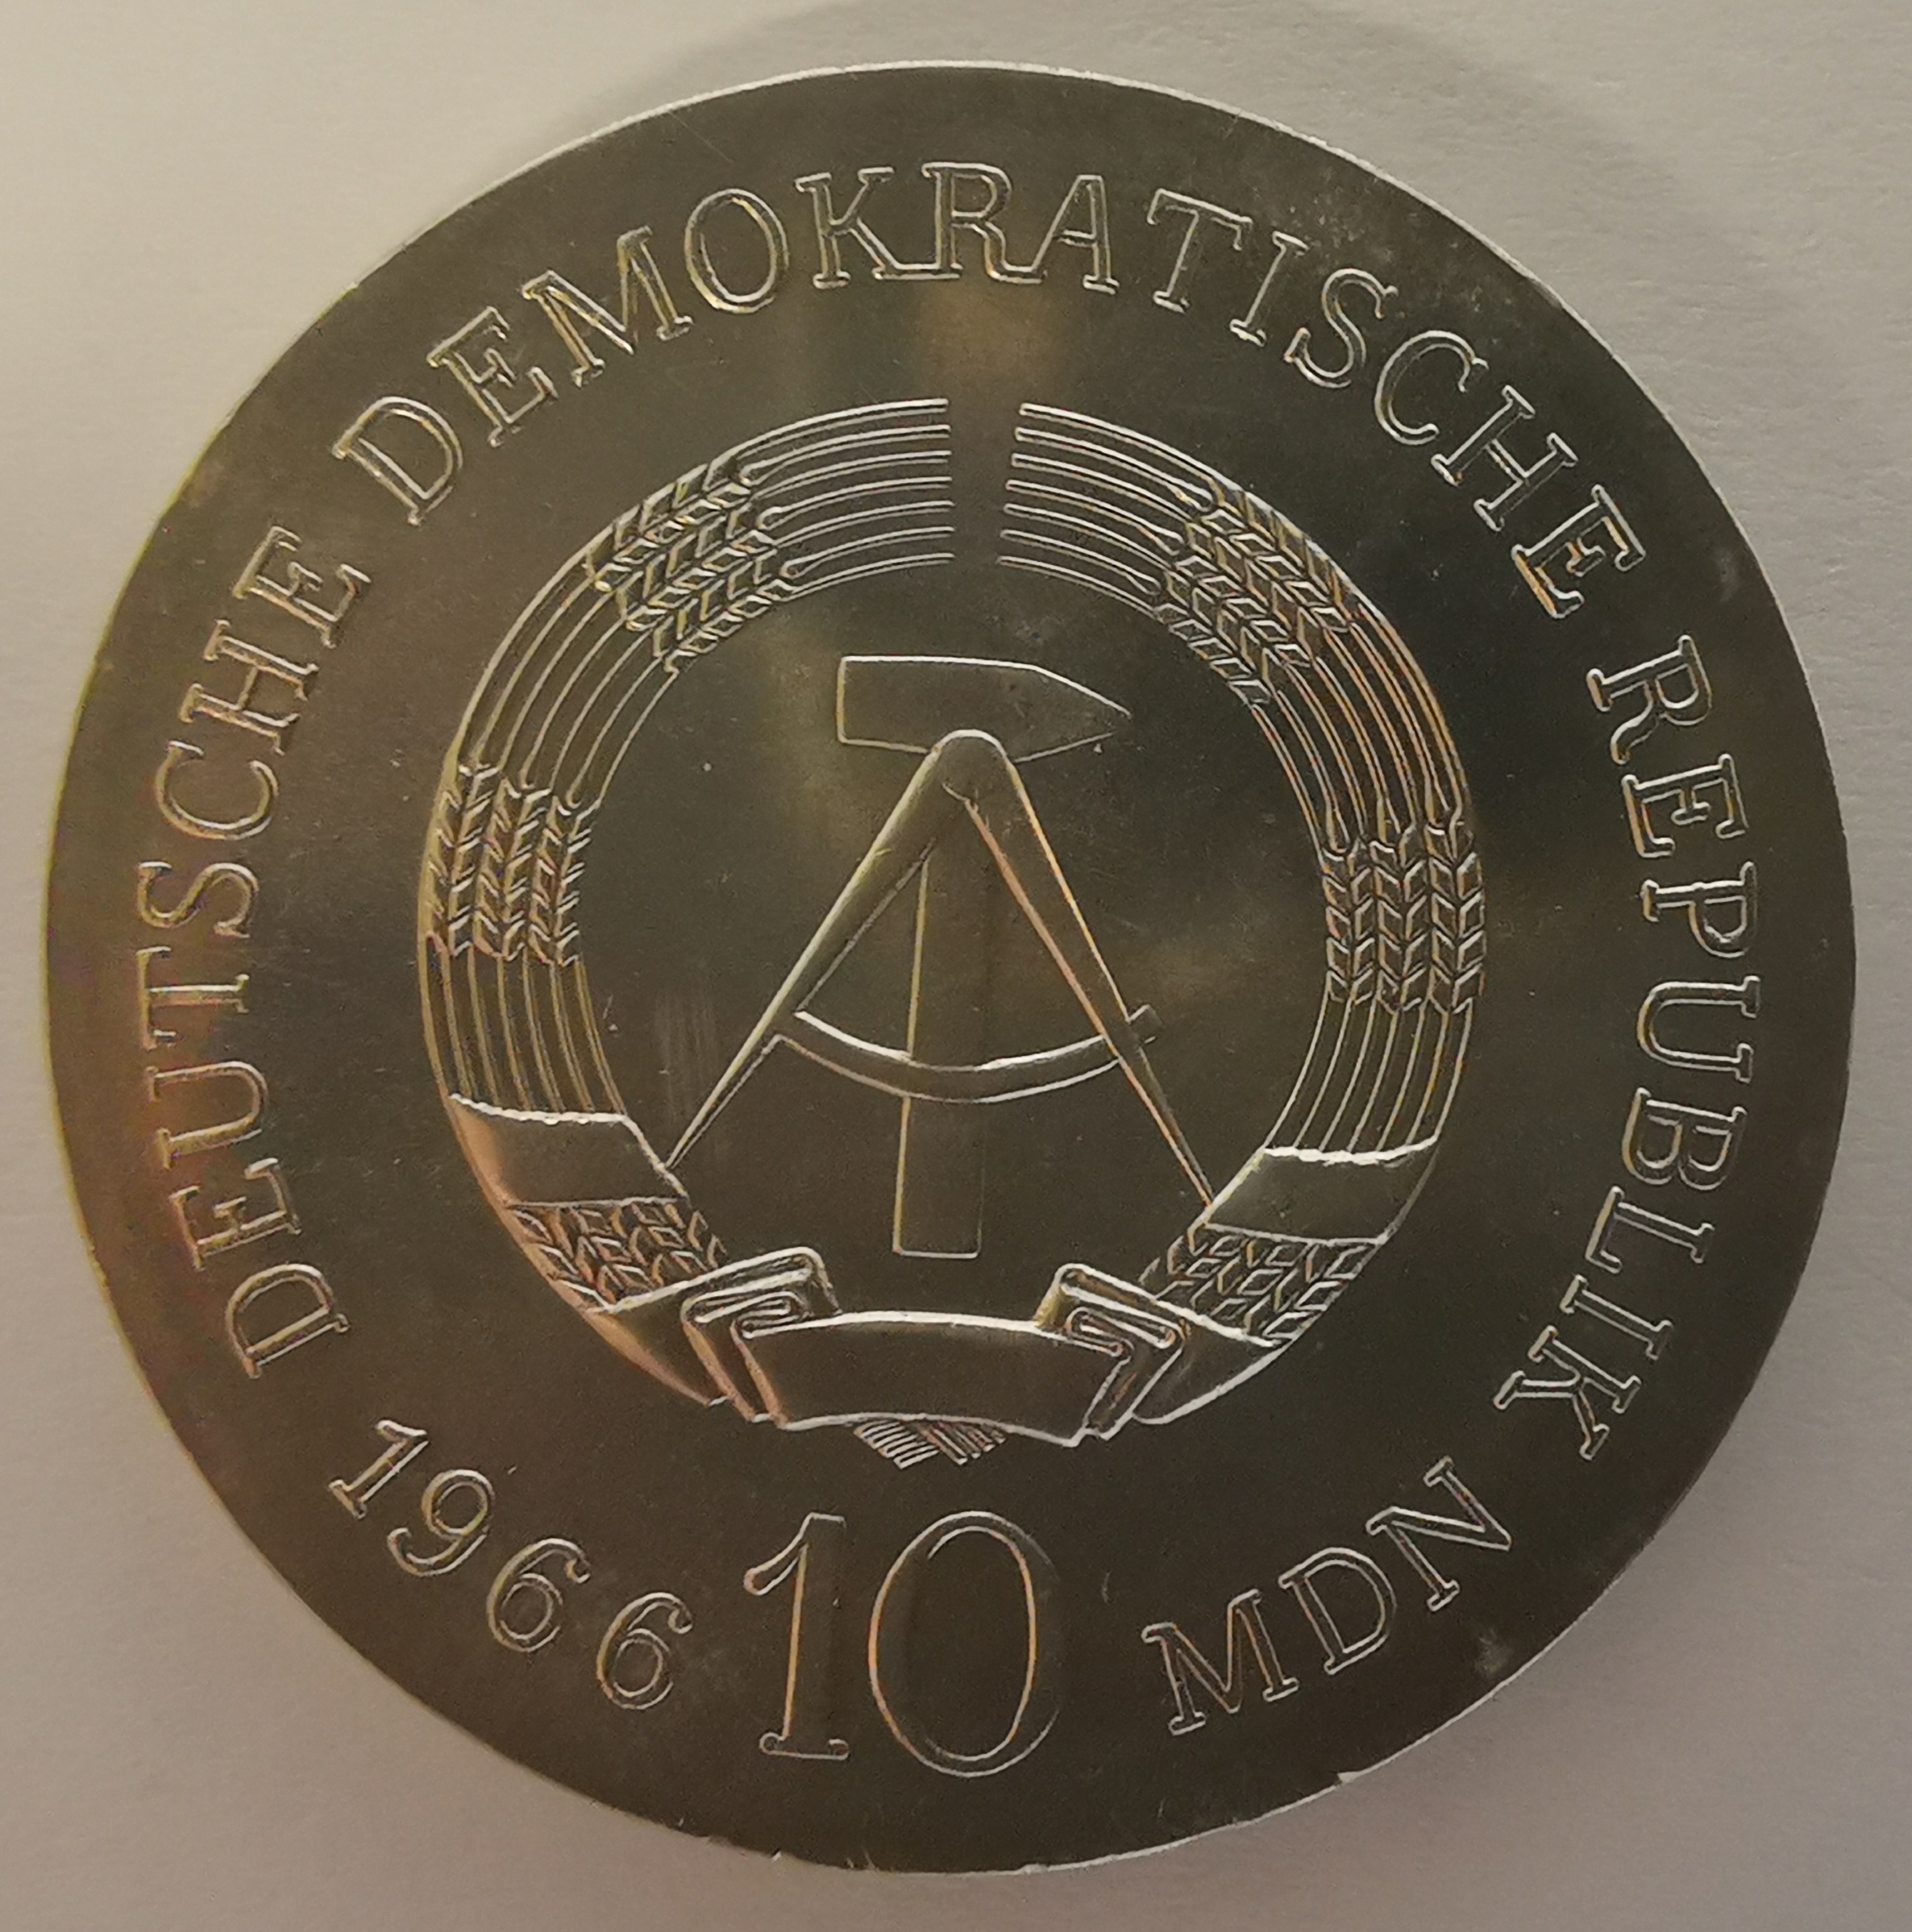 DEUTSCHE DEMOKRATISCHE REPUBLIK
1966 10 MDN